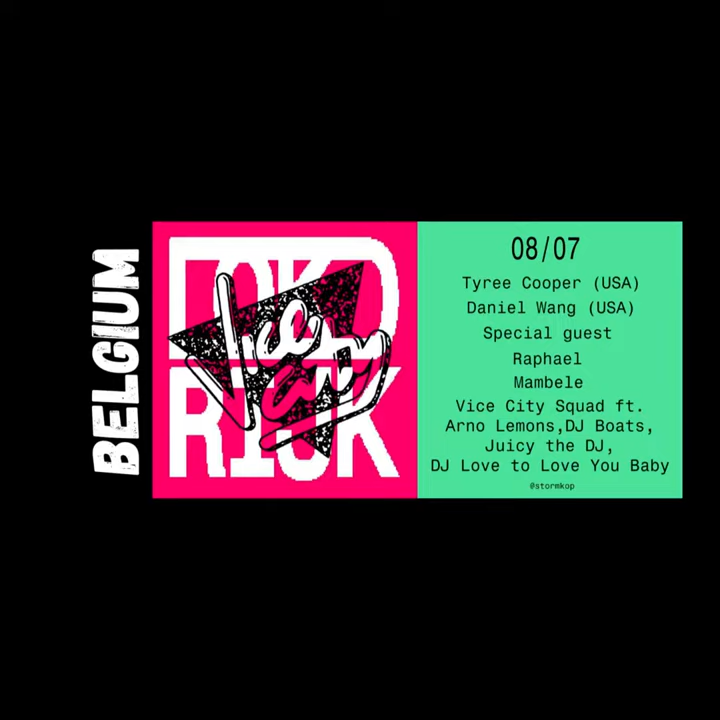 BELGIUM
RIJK
Vice
City
08/07
Tyree Cooper (USA)
Daniel Wang (USA)
Special guest
Raphael
Mambele
Vice City Squad ft.
Arno Lemons,DJ Boats,
Juicy the DJ,
DJ Love to Love You Baby
@stormkop